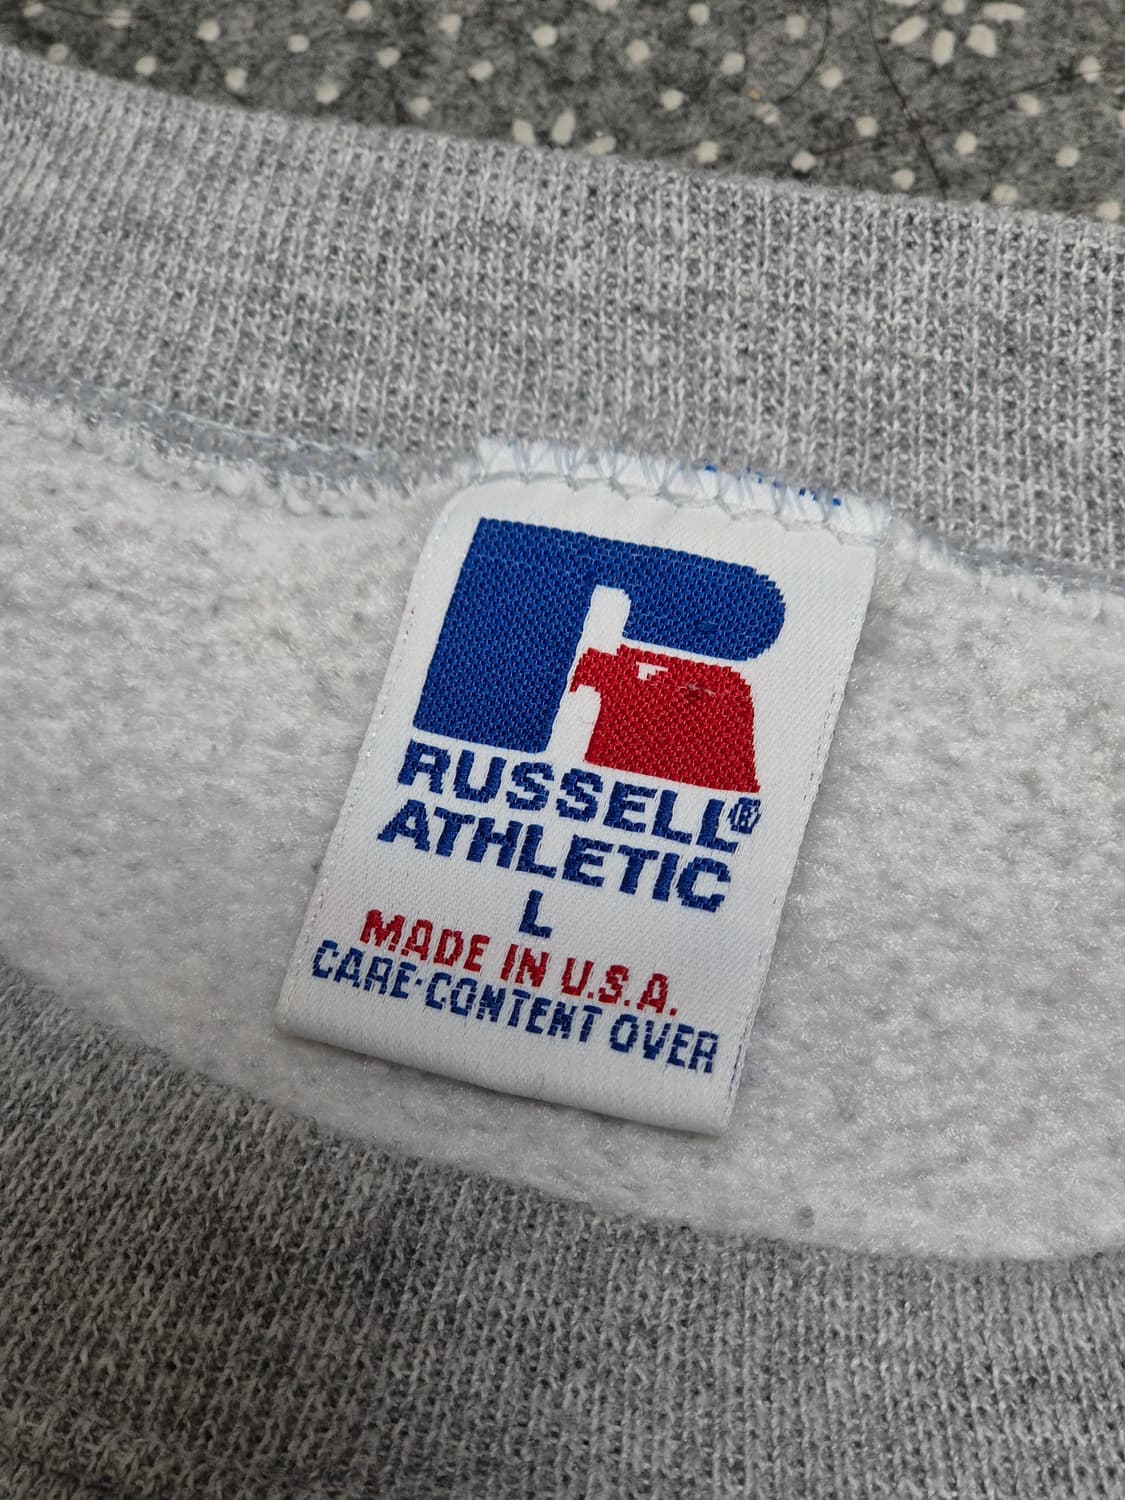 RUSSELL®
ATHLETIC
L
MADE IN U.S.A.
CARE·CONTENT OVER